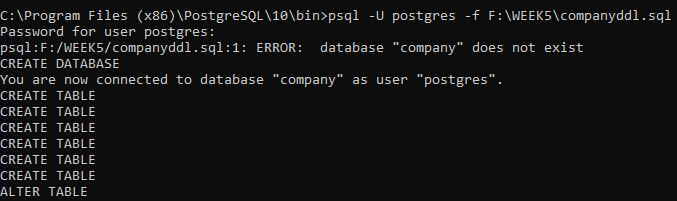 C:\Program Files (x86)\PostgreSQL\10\bin>psql -U postgres -f F:\WEEK5\companyddl.sql
Password for user postgres:
psql:F:/WEEK5/companyddl.sql:1: ERROR:  database "company" does not exist
CREATE DATABASE
You are now connected to database "company" as user "postgres".
CREATE TABLE
CREATE TABLE
CREATE TABLE
CREATE TABLE
CREATE TABLE
CREATE TABLE
ALTER TABLE